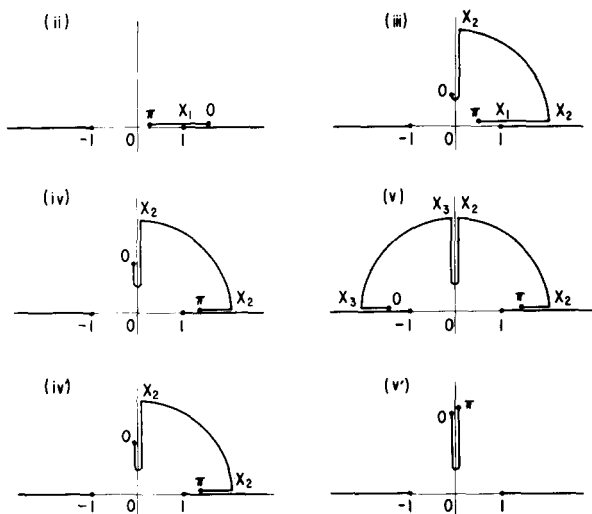 (ii)
π X₁ 0
-1 0 1
(iii)
X₂
0
π X₁ X₂
-1 0 1
(iv)
X₂
0
π X₂
-1 0 1
(v)
X₃ X₂
X₃ 0 π X₂
-1 0 1
(iv')
X₂
0
π X₂
-1 0 1
(v')
0 π
-1 0 1